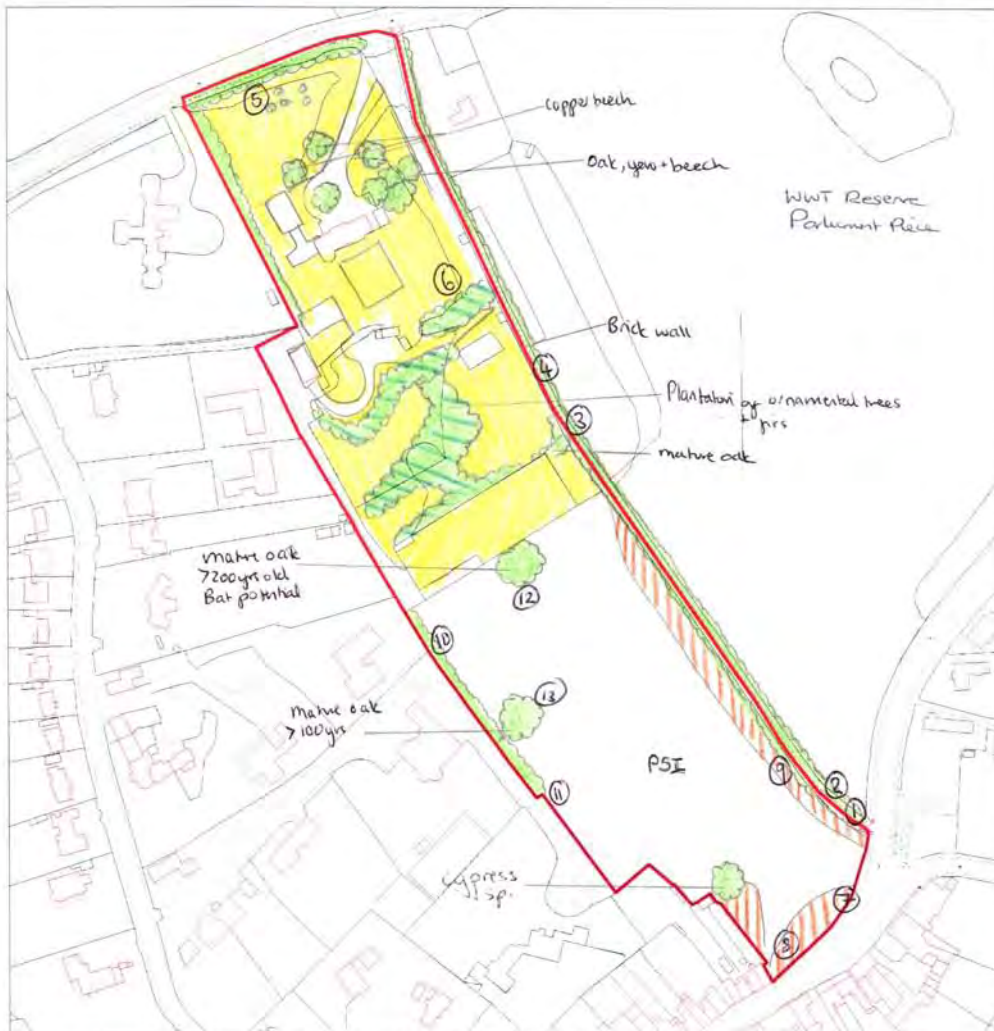 5
Copper beech
Oak, yew + beech
WWT Reserve
Parliament Piece
6
Brick wall
4
Plantation of ornamental trees
+ firs
3
mature oak
mature oak
>200yrs old
Bat potential
12
10
13
mature oak
>100yrs
PSI
9
2
1
11
cypress
sp.
7
8